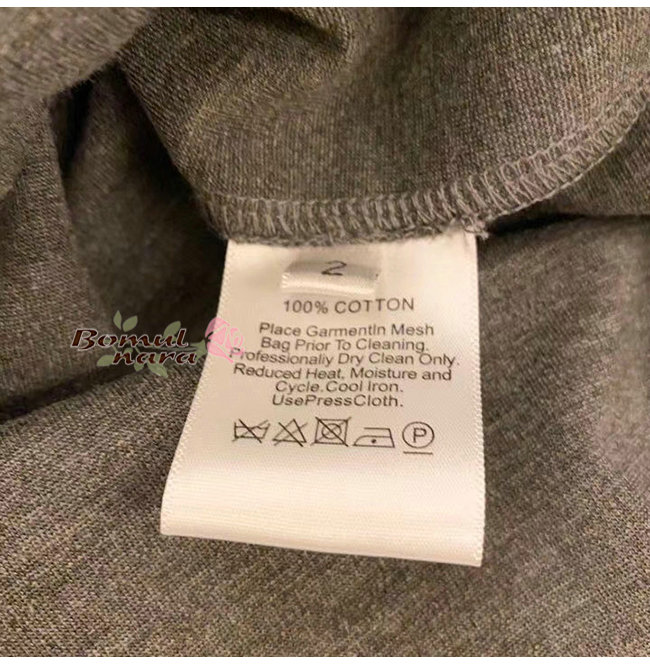 2
100% COTTON
Place GarmentIn Mesh
Bag Prior To Cleaning.
Professionally Dry Clean Only.
Reduced Heat, Moisture and
Cycle.Cool Iron.
UsePressCloth.
P
Bomul
nara